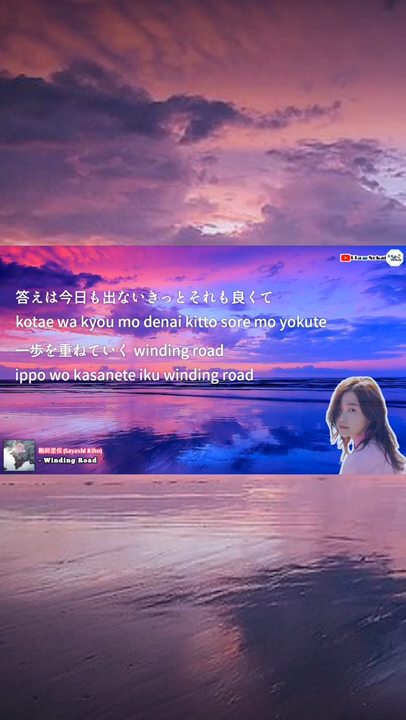 答えは今日も出ないきっとそれも良くて
kotae wa kyou mo denai kitto sore mo yokute
一歩を重ねていく winding road
ippo wo kasanete iku winding road
鞘師里保 (Sayashi Riho)
- Winding Road